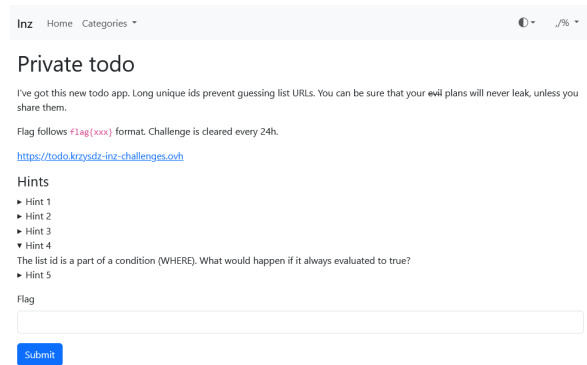 Inz Home Categories ,/%
Private todo
I've got this new todo app. Long unique ids prevent guessing list URLs. You can be sure that your evil plans will never leak, unless you
share them.
Flag follows flag{xxx} format. Challenge is cleared every 24h.
https://todo.krzysdz-inz-challenges.ovh
Hints
Hint 1
Hint 2
Hint 3
Hint 4
The list id is a part of a condition (WHERE). What would happen if it always evaluated to true?
Hint 5
Flag
Submit